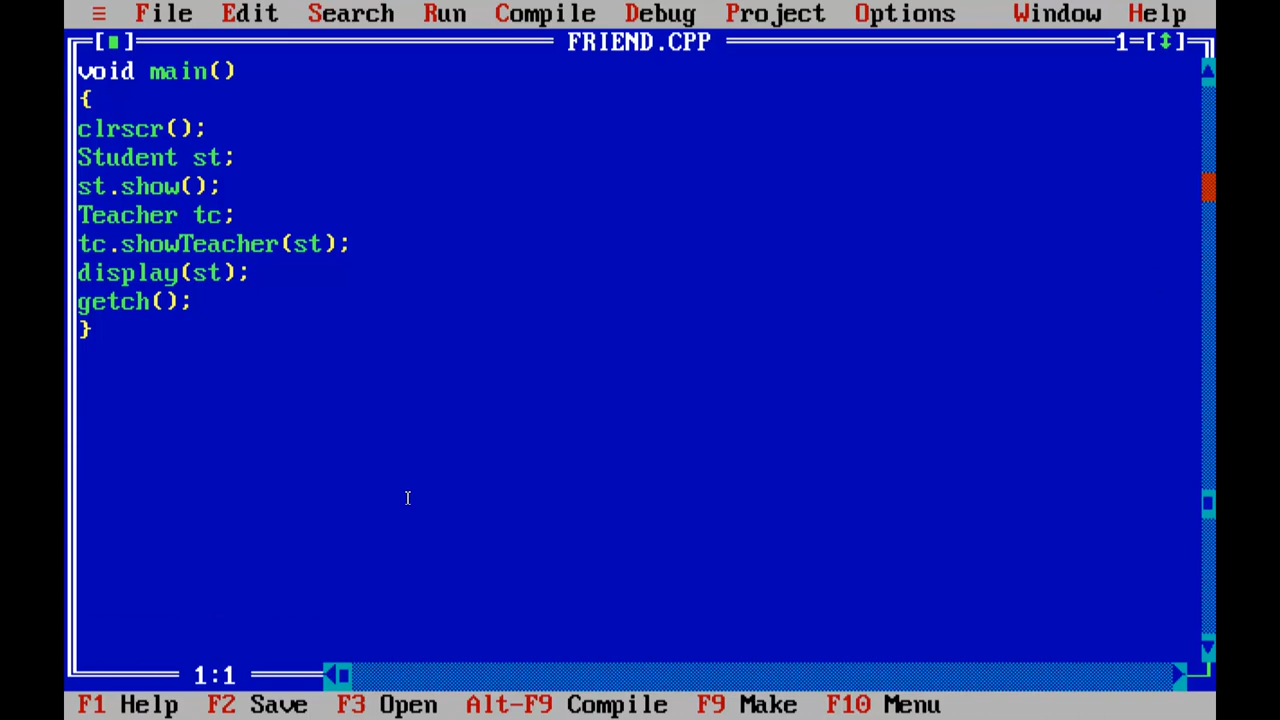 ≡ File Edit Search Run Compile Debug Project Options Window Help
[■] FRIEND.CPP 1=[↕]
void main()
{
clrscr();
Student st;
st.show();
Teacher tc;
tc.showTeacher(st);
display(st);
getch();
}
1:1
F1 Help F2 Save F3 Open Alt-F9 Compile F9 Make F10 Menu